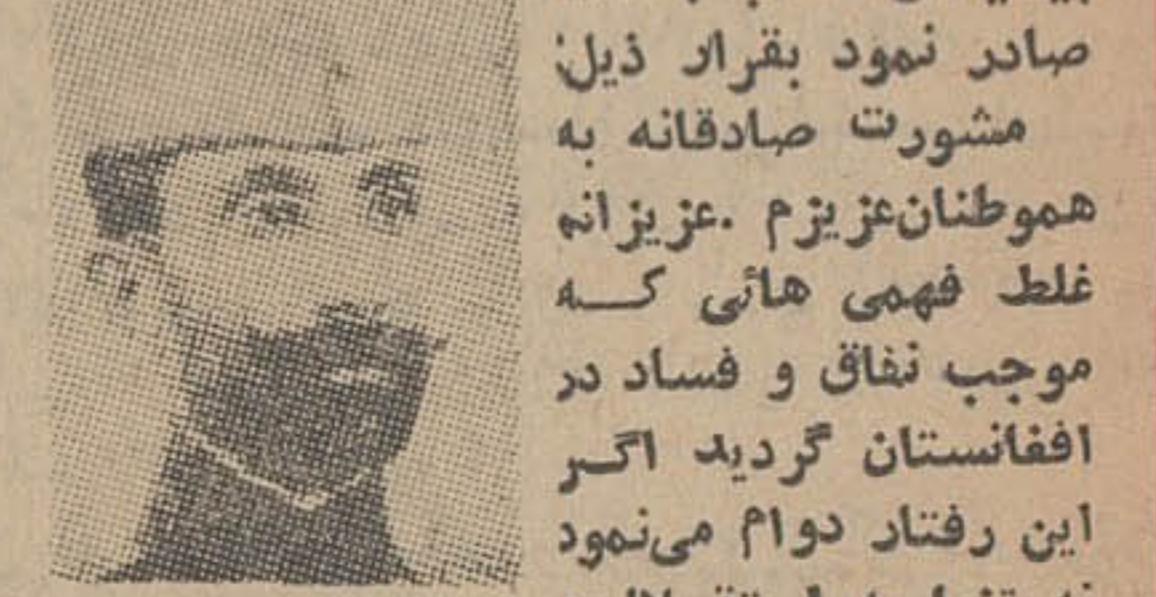 صادر نمود بقرار ذیل:
مشورت صادقانه به
هموطنان عزیزم . عزیزانم
غلط فهمی هائی که
موجب نفاق و فساد در
افغانستان گردید اگر
این رفتار دوام می‌نمود